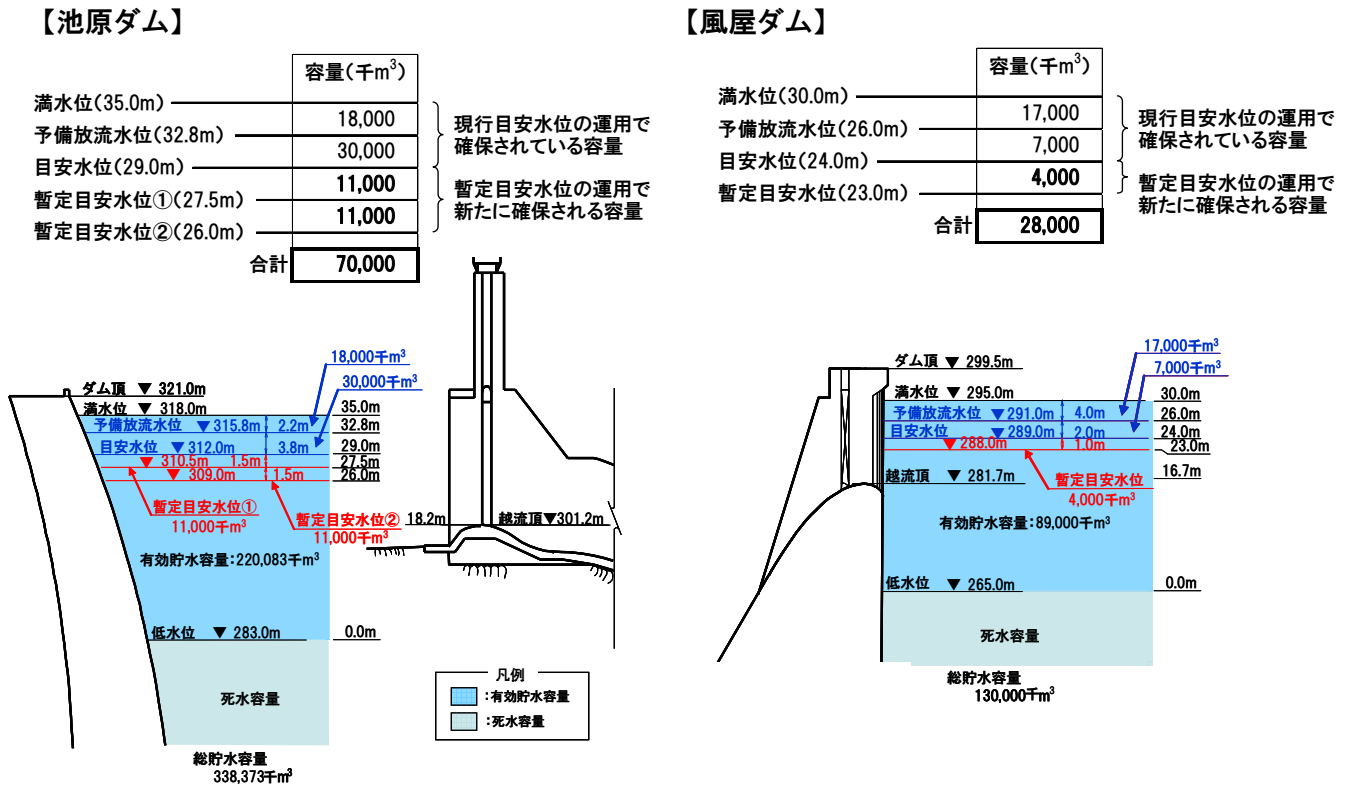 【池原ダム】
容量(千m³)
満水位(35.0m)
18,000
予備放流水位(32.8m)
30,000
目安水位(29.0m)
11,000
暫定目安水位①(27.5m)
11,000
暫定目安水位②(26.0m)
合計
70,000
現行目安水位の運用で
確保されている容量
暫定目安水位の運用で
新たに確保される容量
【風屋ダム】
容量(千m³)
満水位(30.0m)
17,000
予備放流水位(26.0m)
7,000
目安水位(24.0m)
4,000
暫定目安水位(23.0m)
合計
28,000
現行目安水位の運用で
確保されている容量
暫定目安水位の運用で
新たに確保される容量
18,000千m³
30,000千m³
ダム頂 ▼ 321.0m
満水位 ▼ 318.0m
35.0m
予備放流水位 ▼ 315.8m 2.2m
32.8m
目安水位 ▼ 312.0m 3.8m
29.0m
▼ 310.5m 1.5m
27.5m
▼ 309.0m 1.5m
26.0m
暫定目安水位①
11,000千m³
暫定目安水位②
11,000千m³
18.2m
越流頂▼301.2m
有効貯水容量:220,083千m³
低水位 ▼ 283.0m
0.0m
死水容量
総貯水容量
338,373千m³
凡例
:有効貯水容量
:死水容量
17,000千m³
7,000千m³
ダム頂 ▼ 299.5m
満水位 ▼ 295.0m
30.0m
予備放流水位 ▼ 291.0m 4.0m
26.0m
目安水位 ▼ 289.0m 2.0m
24.0m
▼ 288.0m 1.0m
23.0m
越流頂 ▼ 281.7m
16.7m
暫定目安水位
4,000千m³
有効貯水容量:89,000千m³
低水位 ▼ 265.0m
0.0m
死水容量
総貯水容量
130,000千m³